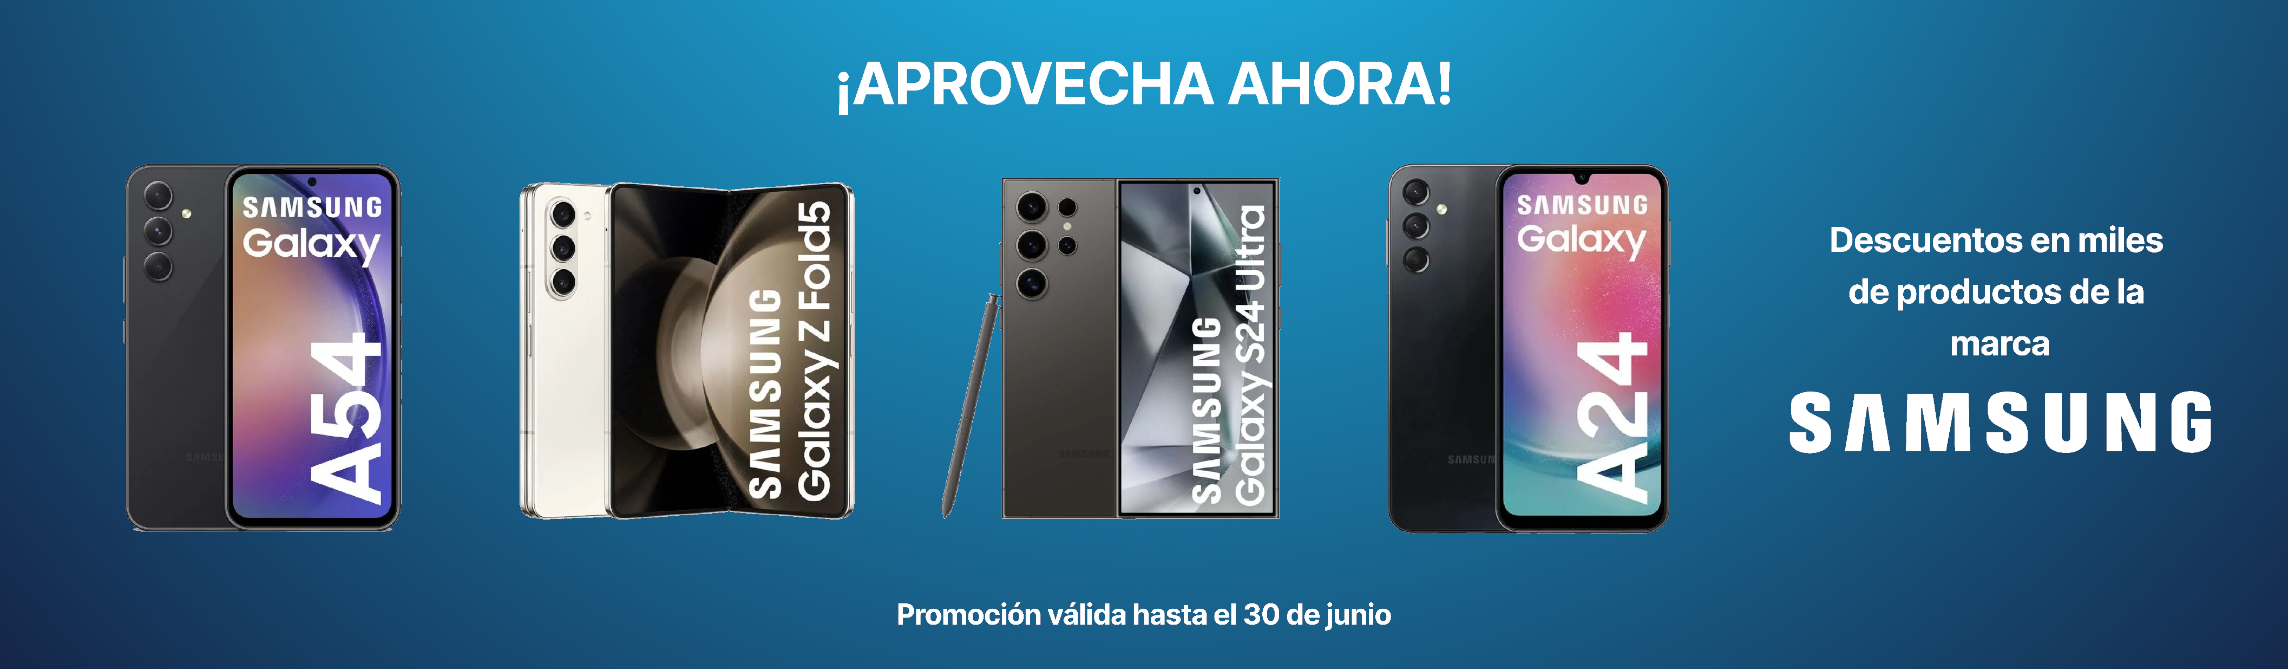 ¡APROVECHA AHORA!
SAMSUNG
Galaxy
A54
SAMSUNG
Galaxy Z Fold5
SAMSUNG
Galaxy S24 Ultra
SAMSUNG
SAMSUNG
Galaxy
A24
Descuentos en miles
de productos de la
marca
SAMSUNG
Promoción válida hasta el 30 de junio